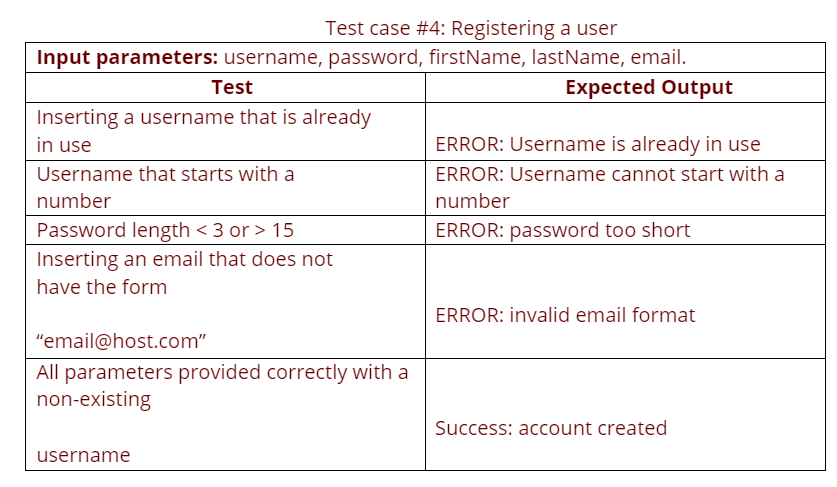 Test case #4: Registering a user
Input parameters: username, password, firstName, lastName, email.
Test
Expected Output
Inserting a username that is already
in use
ERROR: Username is already in use
Username that starts with a
number
ERROR: Username cannot start with a
number
Password length < 3 or > 15
ERROR: password too short
Inserting an email that does not
have the form
“email@host.com”
ERROR: invalid email format
All parameters provided correctly with a
non-existing
username
Success: account created